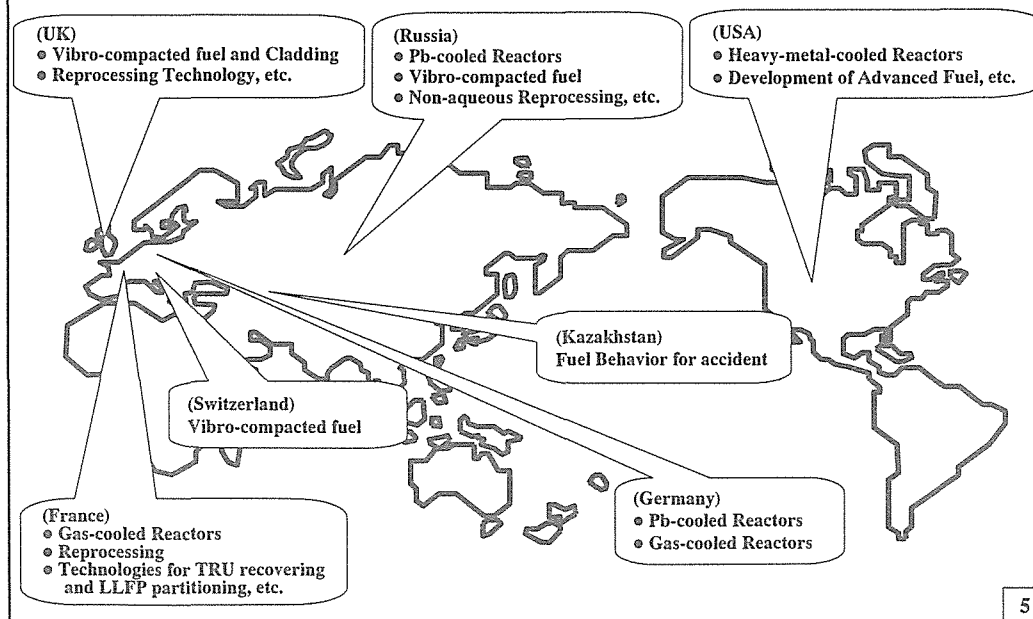 (UK)
● Vibro-compacted fuel and Cladding
● Reprocessing Technology, etc.
(Russia)
● Pb-cooled Reactors
● Vibro-compacted fuel
● Non-aqueous Reprocessing, etc.
(USA)
● Heavy-metal-cooled Reactors
● Development of Advanced Fuel, etc.
(Kazakhstan)
Fuel Behavior for accident
(Switzerland)
Vibro-compacted fuel
(Germany)
● Pb-cooled Reactors
● Gas-cooled Reactors
(France)
● Gas-cooled Reactors
● Reprocessing
● Technologies for TRU recovering
and LLFP partitioning, etc.
5